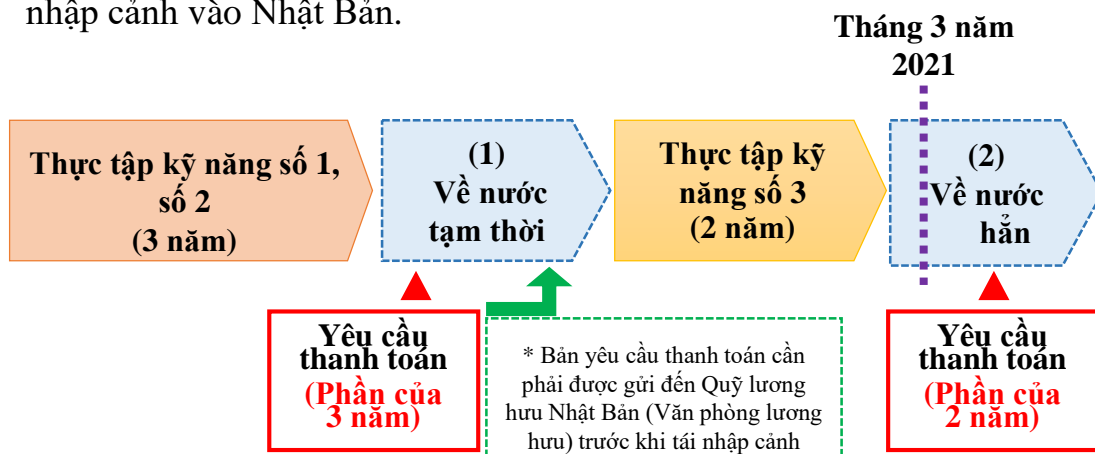 nhập cảnh vào Nhật Bản.
Tháng 3 năm
2021
Thực tập kỹ năng số 1,
số 2
(3 năm)
(1)
Về nước
tạm thời
Thực tập kỹ
năng số 3
(2 năm)
(2)
Về nước
hẳn
Yêu cầu
thanh toán
(Phần của
3 năm)
* Bản yêu cầu thanh toán cần
phải được gửi đến Quỹ lương
hưu Nhật Bản (Văn phòng lương
hưu) trước khi tái nhập cảnh
Yêu cầu
thanh toán
(Phần của
2 năm)